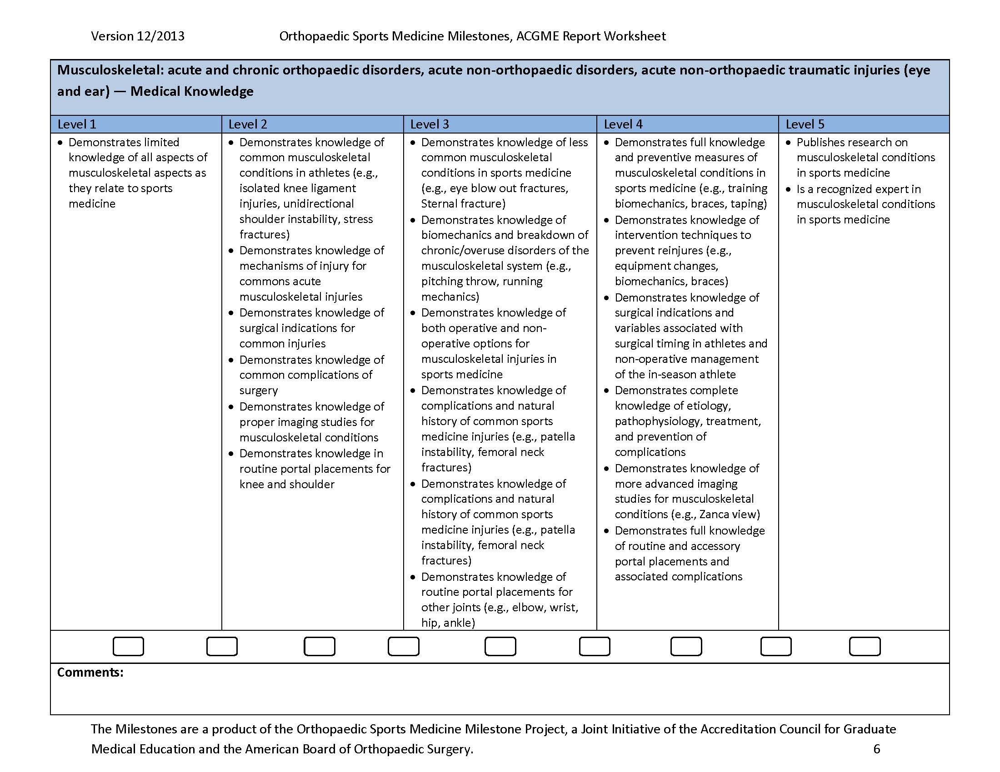 Version 12/2013
Orthopaedic Sports Medicine Milestones, ACGME Report Worksheet
Musculoskeletal: acute and chronic orthopaedic disorders, acute non-orthopaedic disorders, acute non-orthopaedic traumatic injuries (eye
and ear) — Medical Knowledge
Level 1
Level 2
Level 3
Level 4
Level 5
• Demonstrates limited
knowledge of all aspects of
musculoskeletal aspects as
they relate to sports
medicine
• Demonstrates knowledge of
common musculoskeletal
conditions in athletes (e.g.,
isolated knee ligament
injuries, unidirectional
shoulder instability, stress
fractures)
• Demonstrates knowledge of
mechanisms of injury for
commons acute
musculoskeletal injuries
• Demonstrates knowledge of
surgical indications for
common injuries
• Demonstrates knowledge of
common complications of
surgery
• Demonstrates knowledge of
proper imaging studies for
musculoskeletal conditions
• Demonstrates knowledge in
routine portal placements for
knee and shoulder
• Demonstrates knowledge of less
common musculoskeletal
conditions in sports medicine
(e.g., eye blow out fractures,
Sternal fracture)
• Demonstrates knowledge of
biomechanics and breakdown of
chronic/overuse disorders of the
musculoskeletal system (e.g.,
pitching throw, running
mechanics)
• Demonstrates knowledge of
both operative and non-
operative options for
musculoskeletal injuries in
sports medicine
• Demonstrates knowledge of
complications and natural
history of common sports
medicine injuries (e.g., patella
instability, femoral neck
fractures)
• Demonstrates knowledge of
complications and natural
history of common sports
medicine injuries (e.g., patella
instability, femoral neck
fractures)
• Demonstrates knowledge of
routine portal placements for
other joints (e.g., elbow, wrist,
hip, ankle)
• Demonstrates full knowledge
and preventive measures of
musculoskeletal conditions in
sports medicine (e.g., training
biomechanics, braces, taping)
• Demonstrates knowledge of
intervention techniques to
prevent reinjures (e.g.,
equipment changes,
biomechanics, braces)
• Demonstrates knowledge of
surgical indications and
variables associated with
surgical timing in athletes and
non-operative management
of the in-season athlete
• Demonstrates complete
knowledge of etiology,
pathophysiology, treatment,
and prevention of
complications
• Demonstrates knowledge of
more advanced imaging
studies for musculoskeletal
conditions (e.g., Zanca view)
• Demonstrates full knowledge
of routine and accessory
portal placements and
associated complications
• Publishes research on
musculoskeletal conditions
in sports medicine
• Is a recognized expert in
musculoskeletal conditions
in sports medicine
Comments:
The Milestones are a product of the Orthopaedic Sports Medicine Milestone Project, a Joint Initiative of the Accreditation Council for Graduate
Medical Education and the American Board of Orthopaedic Surgery.
6